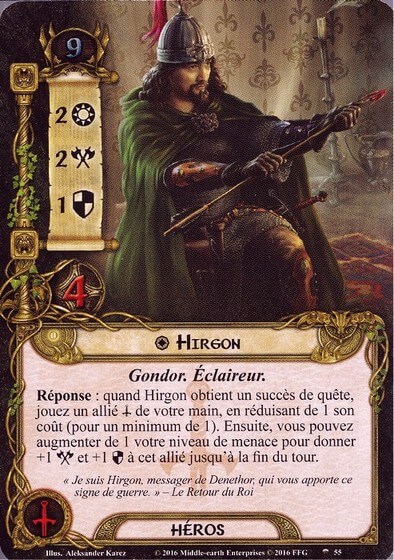 9
2
2
1
4
Hirgon
Gondor. Éclaireur.
Réponse : quand Hirgon obtient un succès de quête,
jouez un allié de votre main, en réduisant de 1 son
coût (pour un minimum de 1). Ensuite, vous pouvez
augmenter de 1 votre niveau de menace pour donner
+1 et +1 à cet allié jusqu'à la fin du tour.
« Je suis Hirgon, messager de Denethor, qui vous apporte ce
signe de guerre. » – Le Retour du Roi
HÉROS
Illus. Aleksander Karcz © 2016 Middle-earth Enterprises © 2016 FFG 55